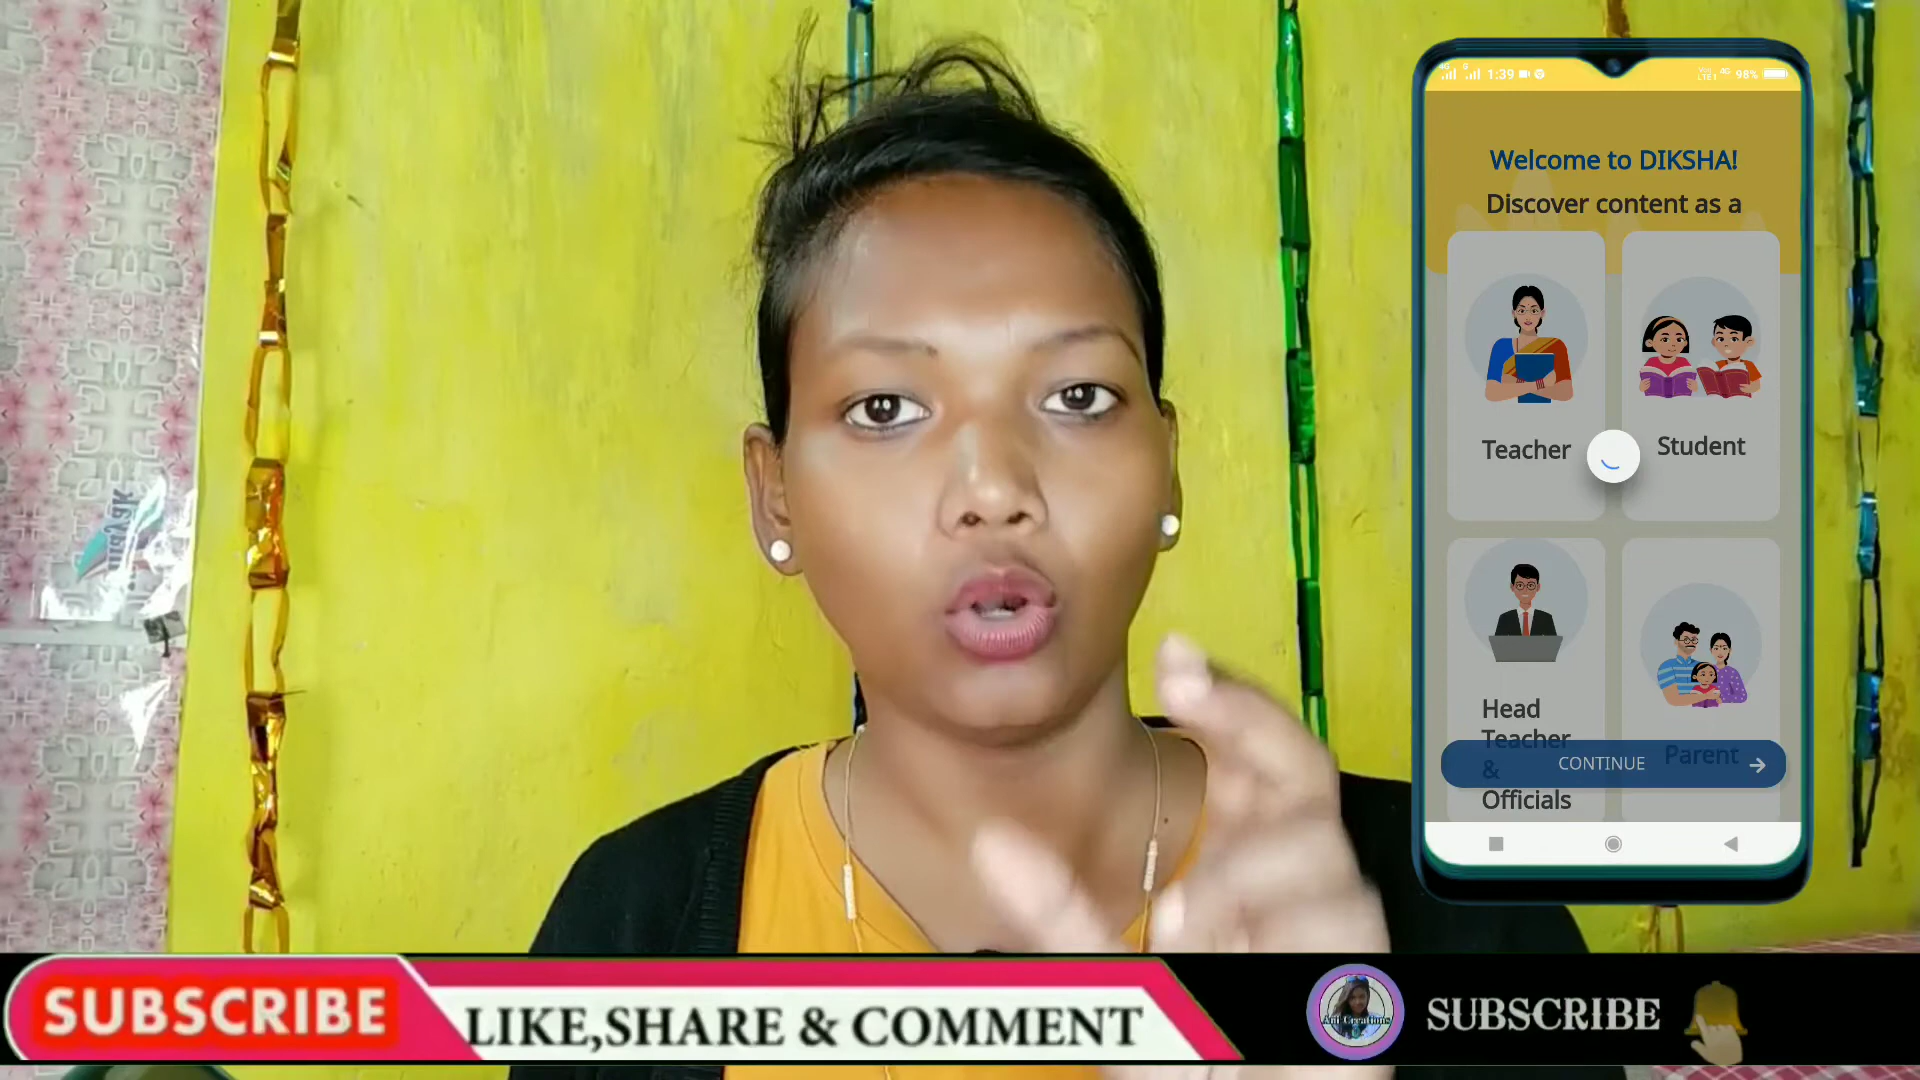 1:39
98%
Welcome to DIKSHA!
Discover content as a
Teacher
Student
Head
Teacher
&
Officials
Parent
CONTINUE
SUBSCRIBE
LIKE,SHARE & COMMENT
SUBSCRIBE